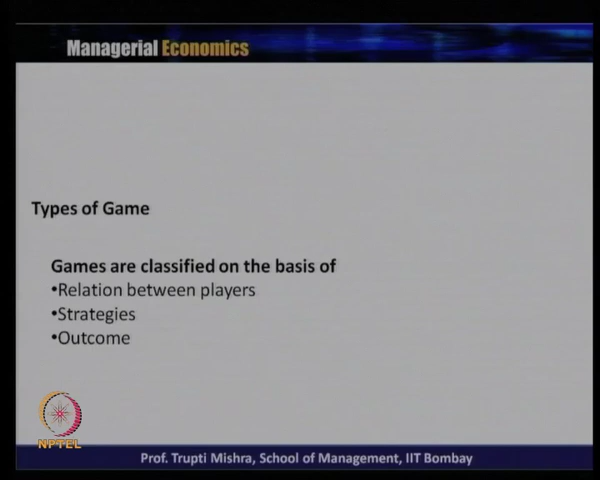 Managerial Economics
Types of Game
Games are classified on the basis of
•Relation between players
•Strategies
•Outcome
NPTEL
Prof. Trupti Mishra, School of Management, IIT Bombay